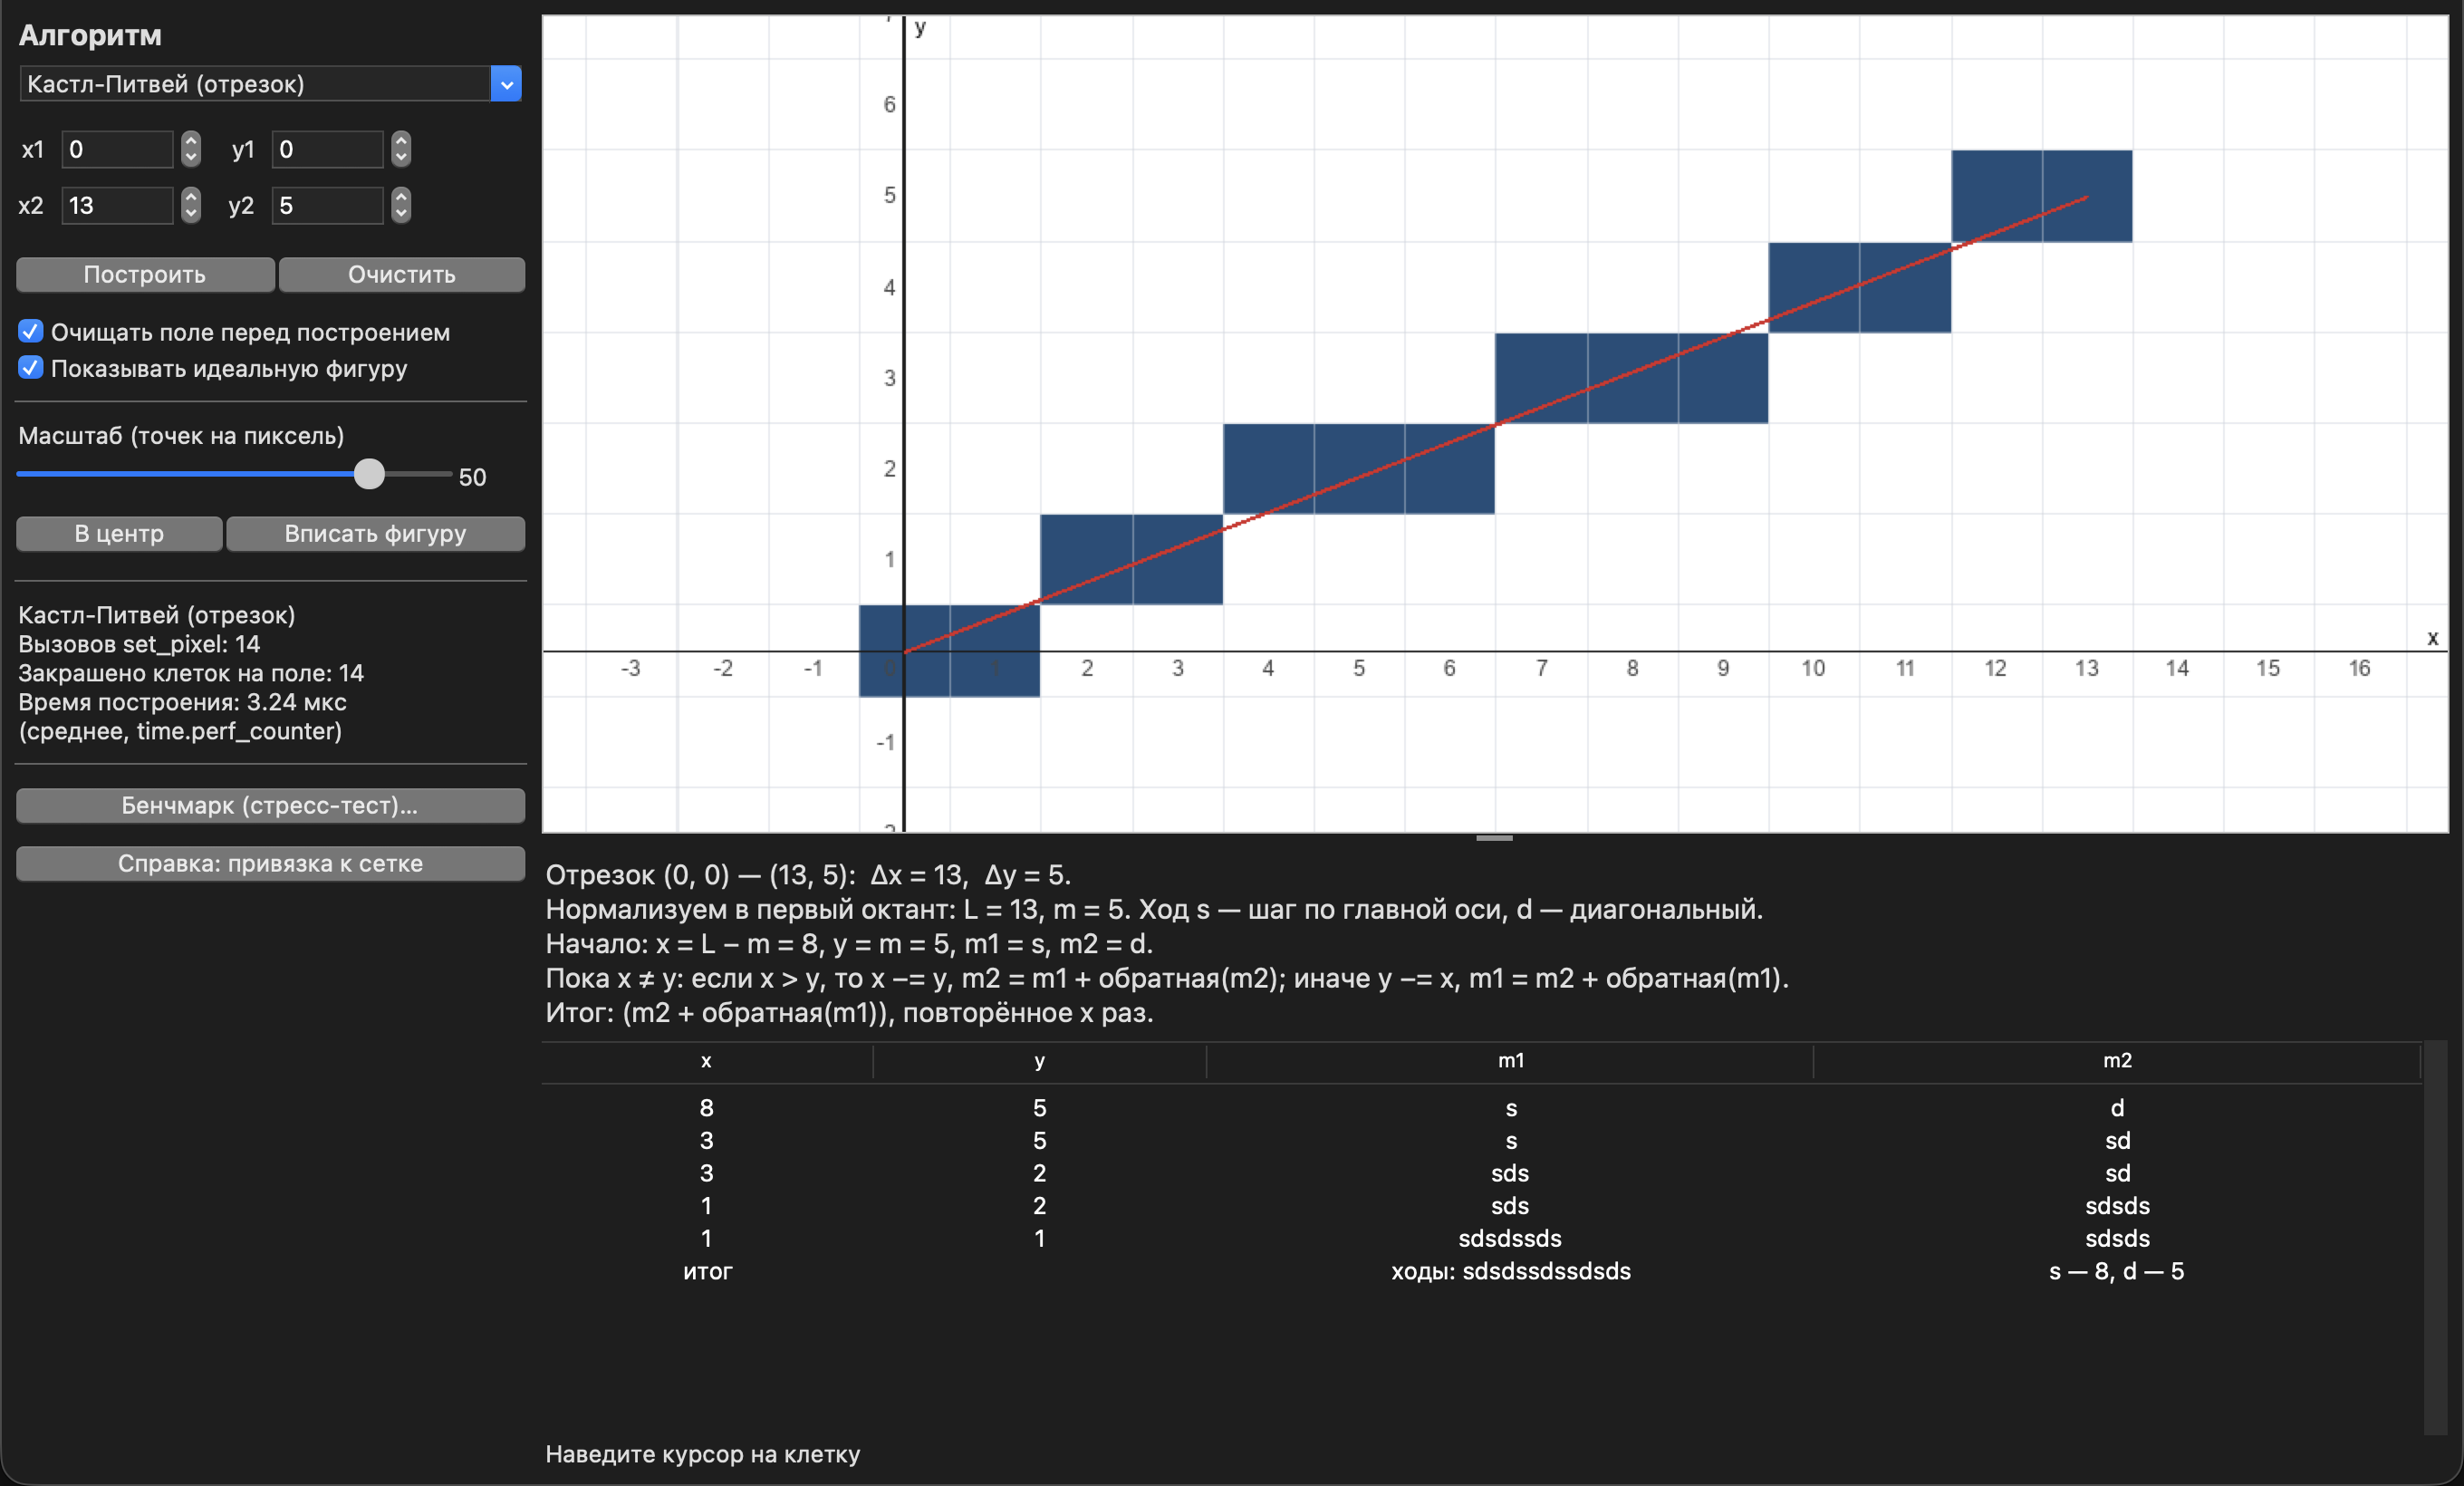 Алгоритм
Кастл-Питвей (отрезок)
x1 0 y1 0
x2 13 y2 5
Построить Очистить
Очищать поле перед построением
Показывать идеальную фигуру
Масштаб (точек на пиксель)
50
В центр Вписать фигуру
Кастл-Питвей (отрезок)
Вызовов set_pixel: 14
Закрашено клеток на поле: 14
Время построения: 3.24 мкс
(среднее, time.perf_counter)
Бенчмарк (стресс-тест)...
Справка: привязка к сетке
y
6
5
4
3
2
1
x
-3 -2 -1 0 1 2 3 4 5 6 7 8 9 10 11 12 13 14 15 16
-1
Отрезок (0, 0) — (13, 5): Δx = 13, Δy = 5.
Нормализуем в первый октант: L = 13, m = 5. Ход s — шаг по главной оси, d — диагональный.
Начало: x = L − m = 8, y = m = 5, m1 = s, m2 = d.
Пока x ≠ y: если x > y, то x −= y, m2 = m1 + обратная(m2); иначе y −= x, m1 = m2 + обратная(m1).
Итог: (m2 + обратная(m1)), повторённое x раз.
x y m1 m2
8 5 s d
3 5 s sd
3 2 sds sd
1 2 sds sdsds
1 1 sdsdssds sdsds
итог ходы: sdsdssdssdsds s — 8, d — 5
Наведите курсор на клетку